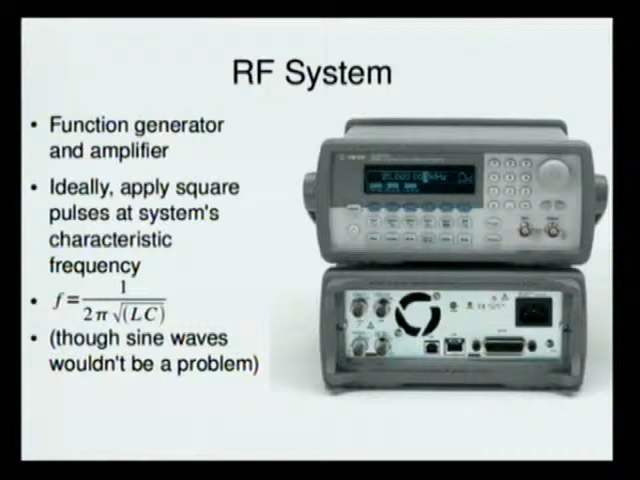 RF System
• Function generator
and amplifier
• Ideally, apply square
pulses at system's
characteristic
frequency
• f = 1 / 2 π √(LC)
• (though sine waves
wouldn't be a problem)